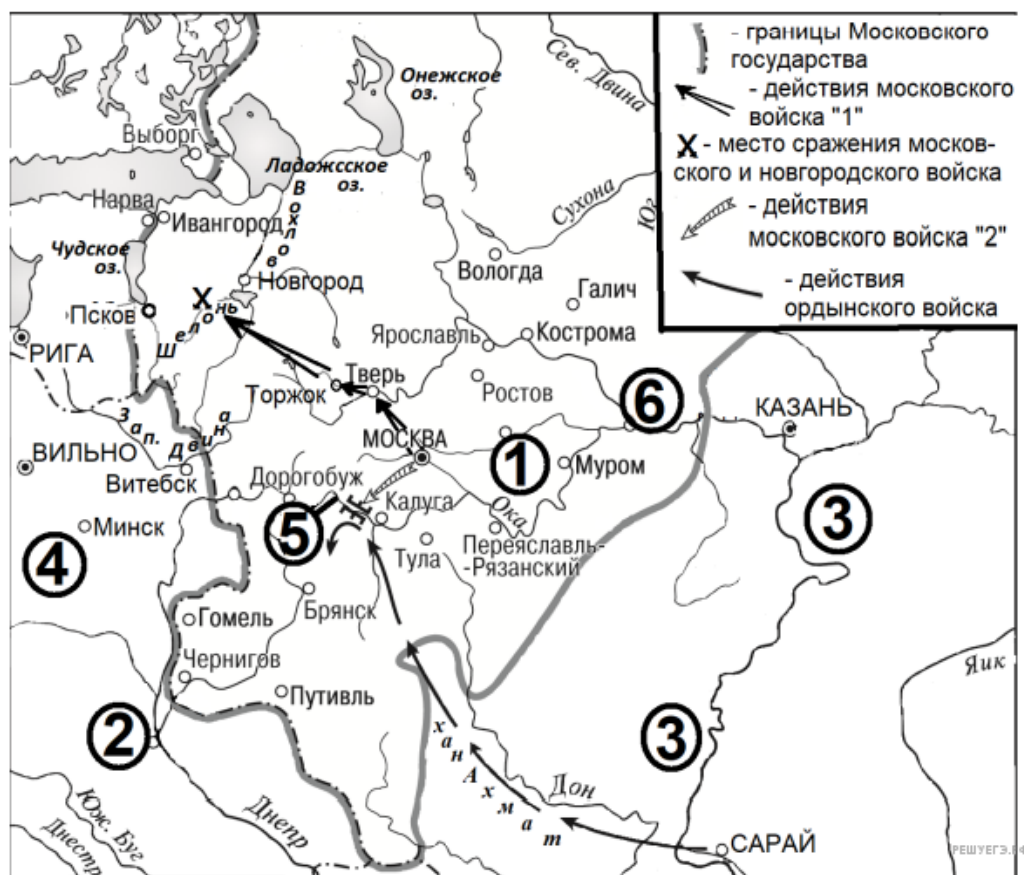 - границы Московского
государства
- действия московского
войска "1"
X - место сражения москов-
ского и новгородского войска
- действия
московского войска "2"
- действия
ордынского войска
Онежское
оз.
Сев. Двина
Выборг
Ладожсское
оз.
Нарва
Ивангород
Волхов
Сухона
Юг
Чудское
оз.
Вологда
Новгород
Галич
X
Псков
Шелонь
Ярославль
Кострома
РИГА
Тверь
Торжок
Ростов
6
КАЗАНЬ
Зап. Двина
МОСКВА
1
Муром
ВИЛЬНО
Витебск
Дорогобуж
Калуга
Ока
3
Минск
5
4
Тула
Переяславль-
-Рязанский
Брянск
Гомель
Чернигов
Яик
Путивль
2
3
хан Ахмат
Дон
Юж. Буг
Днепр
Днестр
САРАЙ
РЕШУЕГЭ.РФ